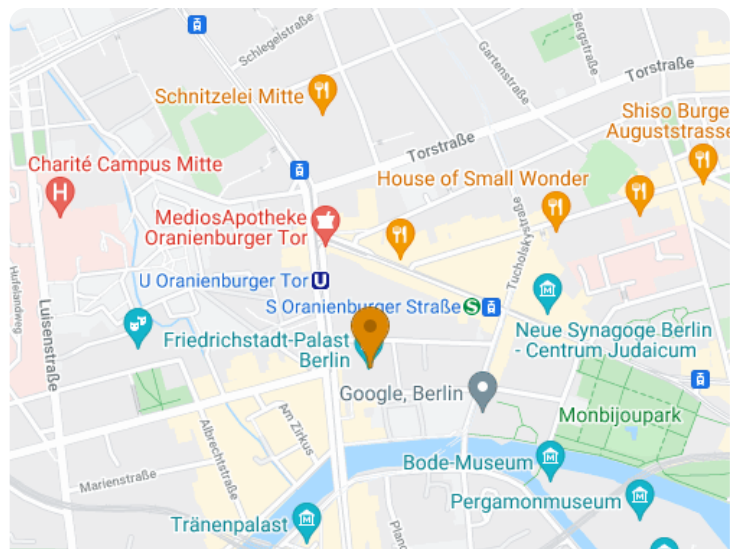 Schlegelstraße
Bergstraße
Gartenstraße
Torstraße
Schnitzelei Mitte
Shiso Burge
Auguststrasse
Torstraße
Charité Campus Mitte
H
House of Small Wonder
MediosApotheke
Oranienburger Tor
Tucholskystraße
Hufelandweg
Luisenstraße
U Oranienburger Tor U
S Oranienburger Straße S
Neue Synagoge Berlin
- Centrum Judaicum
Friedrichstadt-Palast
Berlin
Google, Berlin
Monbijoupark
Am Zirkus
Albrechtstraße
Marienstraße
Bode-Museum
Pergamonmuseum
Tränenpalast
Planc